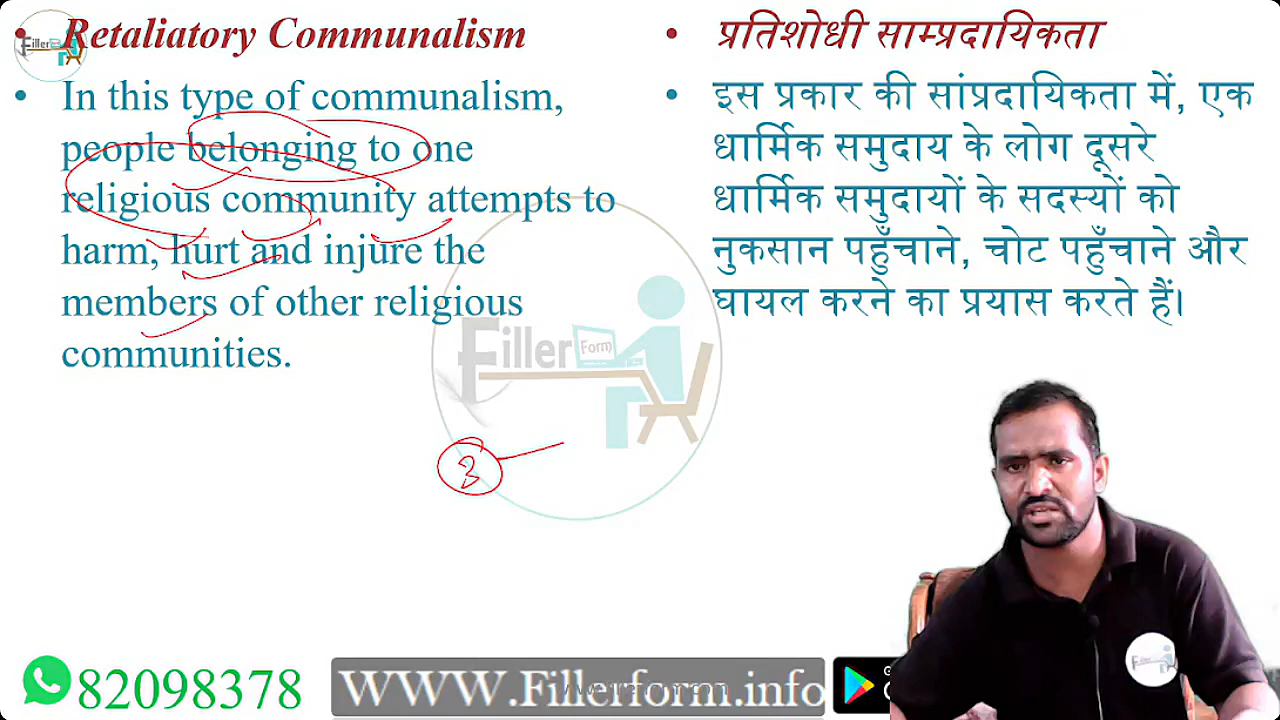 • Retaliatory Communalism
• In this type of communalism,
people belonging to one
religious community attempts to
harm, hurt and injure the
members of other religious
communities.
• प्रतिशोधी साम्प्रदायिकता
• इस प्रकार की सांप्रदायिकता में, एक
धार्मिक समुदाय के लोग दूसरे
धार्मिक समुदायों के सदस्यों को
नुकसान पहुँचाने, चोट पहुँचाने और
घायल करने का प्रयास करते हैं।
Filler Form
3
82098378
WWW.Fillerform.info